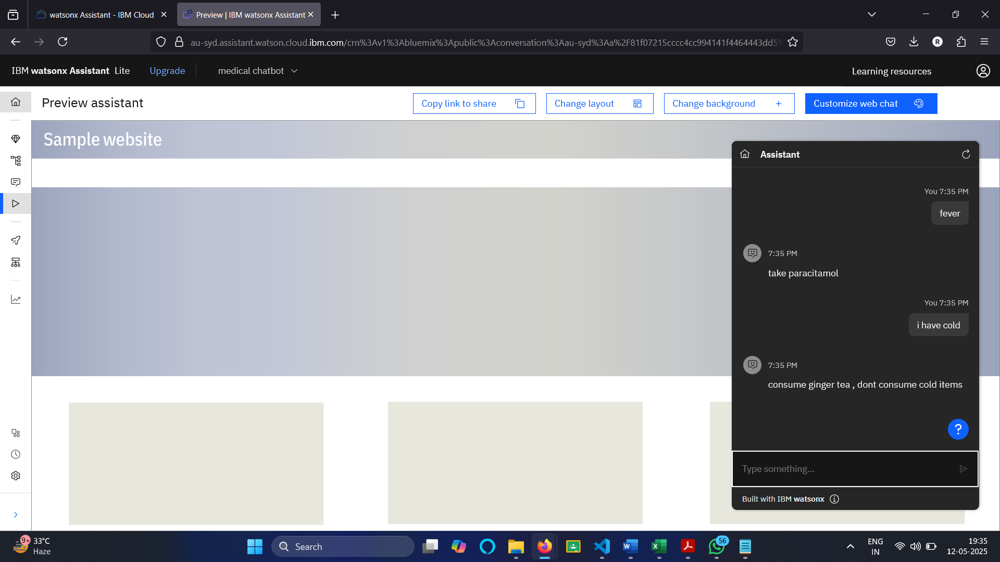 watsonx Assistant - IBM Cloud
Preview | IBM watsonx Assistant
au-syd.assistant.watson.cloud.ibm.com/crn%3Av1%3Abluemix%3Apublic%3Aconversation%3Aau-syd%3Aa%2F81f07215cccc4cc994141f4464443dd5%
R
IBM watsonx Assistant Lite
Upgrade
medical chatbot
Learning resources
Preview assistant
Copy link to share
Change layout
Change background +
Customize web chat
Sample website
Assistant
You 7:35 PM
fever
7:35 PM
take paracitamol
You 7:35 PM
i have cold
7:35 PM
consume ginger tea , dont consume cold items
?
Type something...
Built with IBM watsonx
9+
33°C
Haze
Search
56
ENG
IN
19:35
12-05-2025